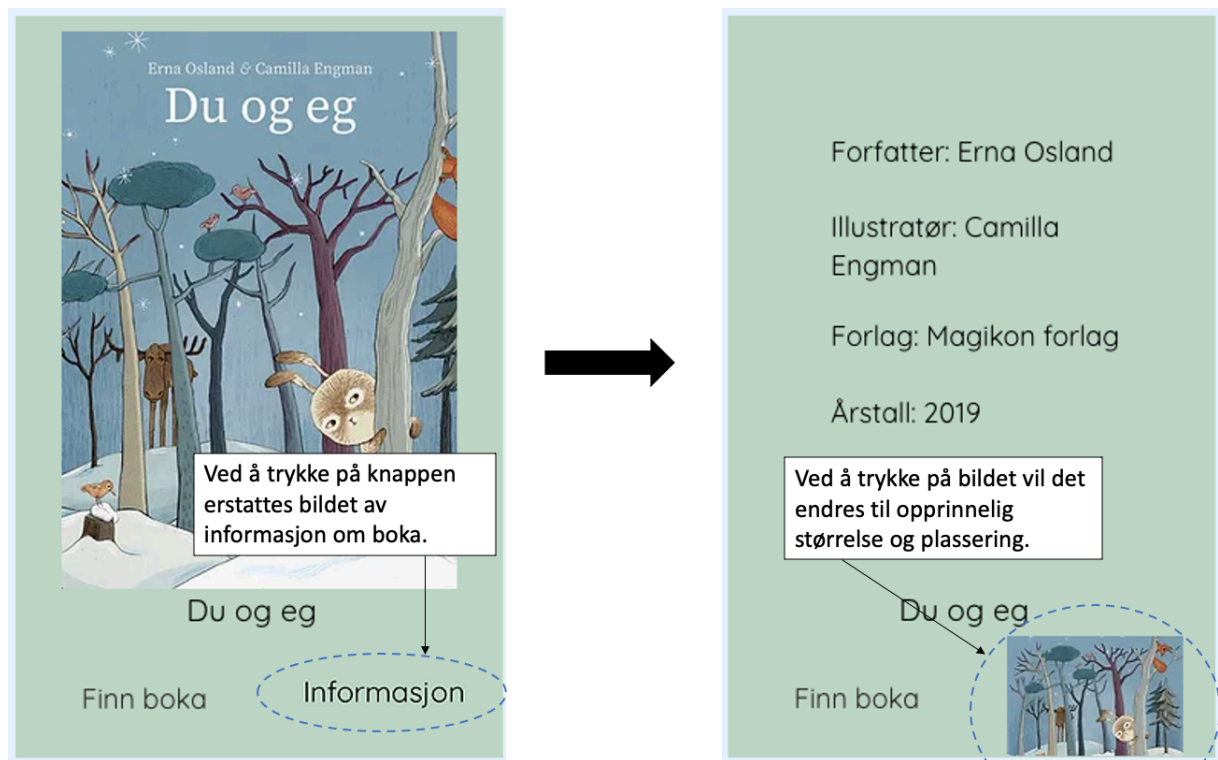 Erna Osland & Camilla Engman
Du og eg
Ved å trykke på knappen
erstattes bildet av
informasjon om boka.
Du og eg
Finn boka
Informasjon
Forfatter: Erna Osland
Illustratør: Camilla
Engman
Forlag: Magikon forlag
Årstall: 2019
Ved å trykke på bildet vil det
endres til opprinnelig
størrelse og plassering.
Du og eg
Finn boka